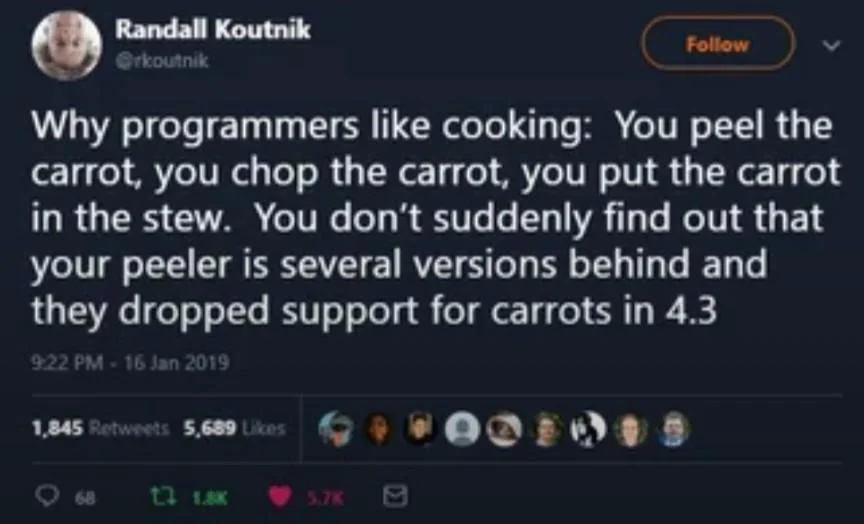 Randall Koutnik
@rkoutnik
Follow
Why programmers like cooking: You peel the
carrot, you chop the carrot, you put the carrot
in the stew. You don't suddenly find out that
your peeler is several versions behind and
they dropped support for carrots in 4.3
9:22 PM - 16 Jan 2019
1,845 Retweets 5,689 Likes
68 1.8K 5.7K